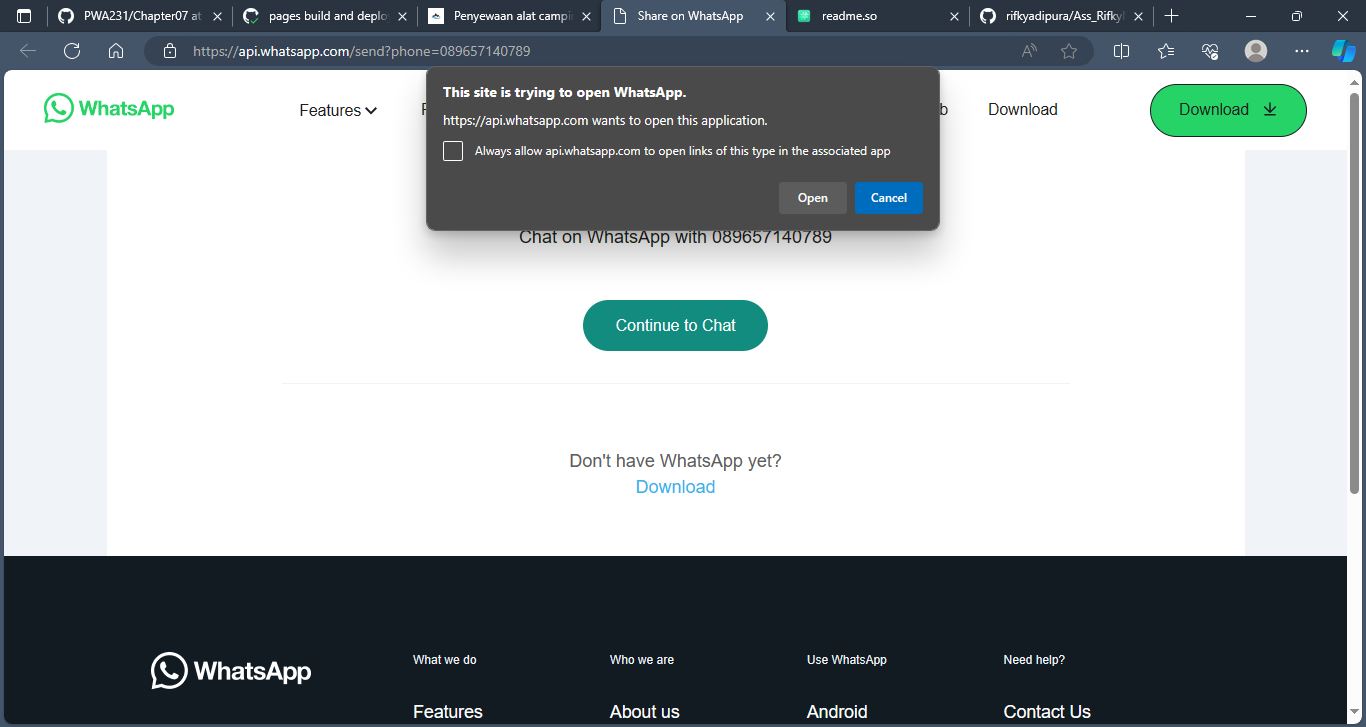 PWA231/Chapter07 at
pages build and deploy
Penyewaan alat campi
Share on WhatsApp
readme.so
rifkyadipura/Ass_Rifky
https://api.whatsapp.com/send?phone=089657140789
WhatsApp
Features
Download
Download
This site is trying to open WhatsApp.
https://api.whatsapp.com wants to open this application.
Always allow api.whatsapp.com to open links of this type in the associated app
Open
Cancel
Chat on WhatsApp with 089657140789
Continue to Chat
Don't have WhatsApp yet?
Download
WhatsApp
What we do
Who we are
Use WhatsApp
Need help?
Features
About us
Android
Contact Us